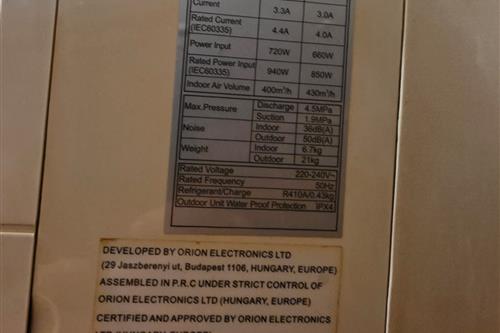 Current 3.3A 3.0A
Rated Current 4.4A 4.0A
(IEC60335)
Power Input 720W 660W
Rated Power Input 940W 850W
(IEC60335)
Indoor Air Volume 400m³/h 430m³/h
Max.Pressure Discharge 4.5MPa
Suction 1.9MPa
Noise Indoor 36dB(A)
Outdoor 50dB(A)
Weight Indoor 6.7kg
Outdoor 21kg
Rated Voltage 220-240V~
Rated Frequency 50Hz
Refrigerant/Charge R410A/0.43kg
Outdoor Unit Water Proof Protection IPX4
DEVELOPED BY ORION ELECTRONICS LTD
(29 Jaszberenyi ut, Budapest 1106, HUNGARY, EUROPE)
ASSEMBLED IN P.R.C UNDER STRICT CONTROL OF
ORION ELECTRONICS LTD (HUNGARY, EUROPE)
CERTIFIED AND APPROVED BY ORION ELECTRONICS